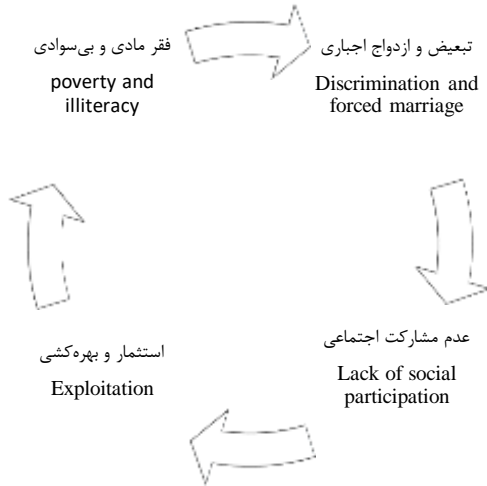 فقر مادی و بی‌سوادی
poverty and
illiteracy
تبعیض و ازدواج اجباری
Discrimination and
forced marriage
عدم مشارکت اجتماعی
Lack of social
participation
استثمار و بهره‌کشی
Exploitation